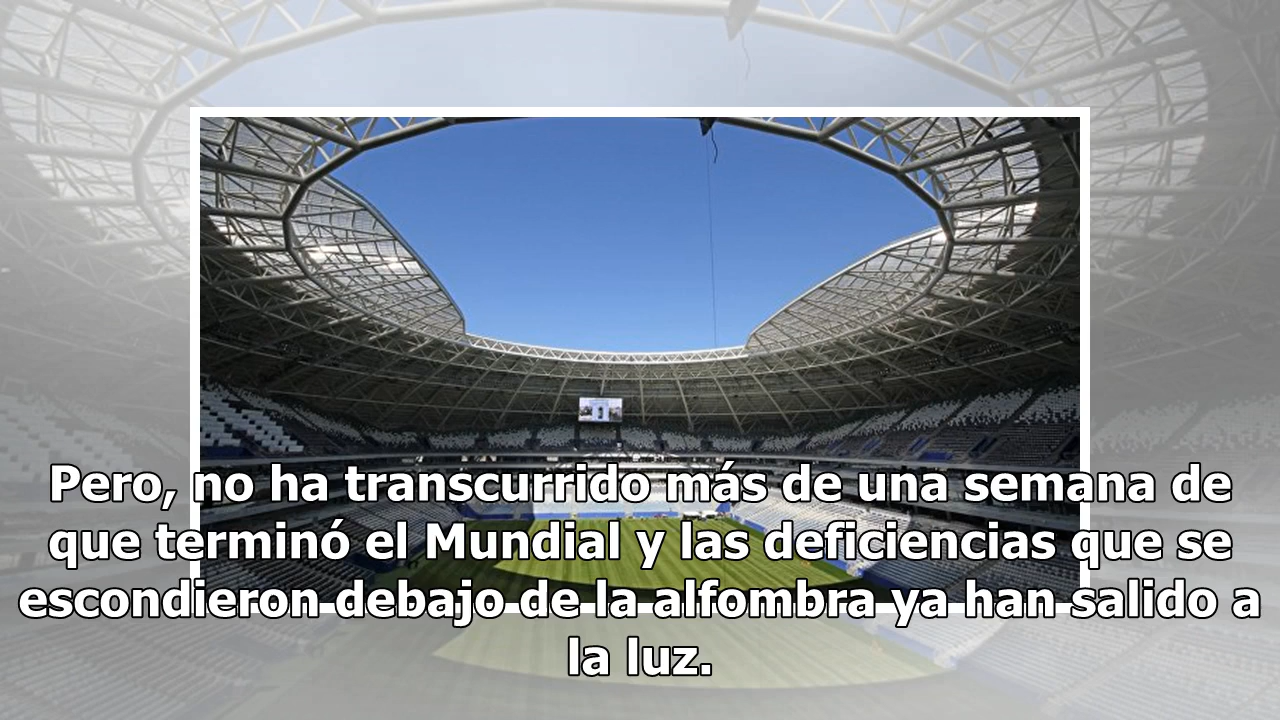 Pero, no ha transcurrido más de una semana de
que terminó el Mundial y las deficiencias que se
escondieron debajo de la alfombra ya han salido a
la luz.